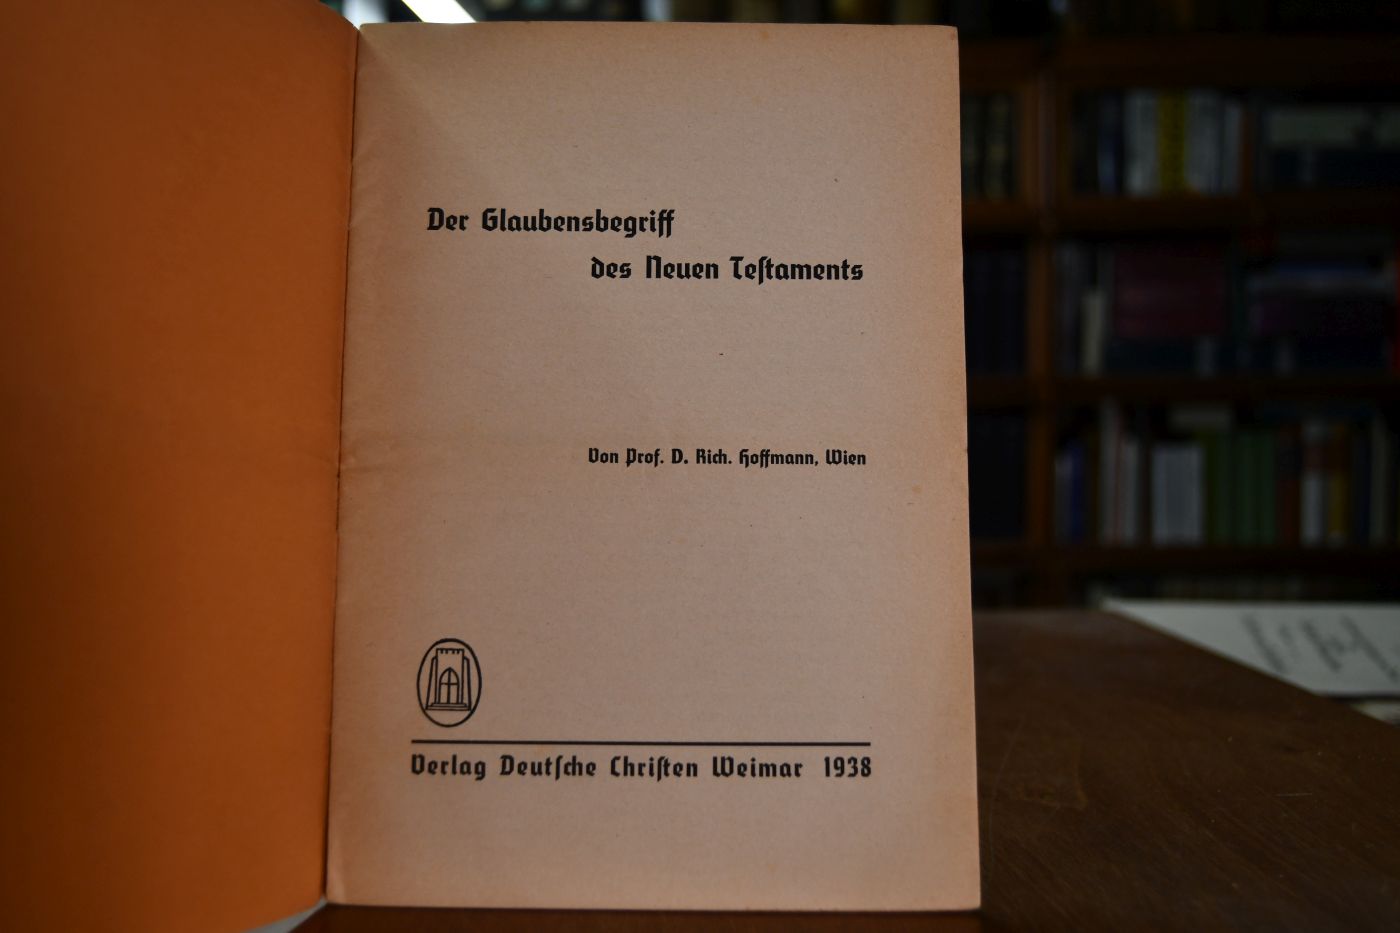 Der Glaubensbegriff
des Neuen Teſtaments
Von Prof. D. Rich. Hoffmann, Wien
Verlag Deutſche Chriſten Weimar 1938